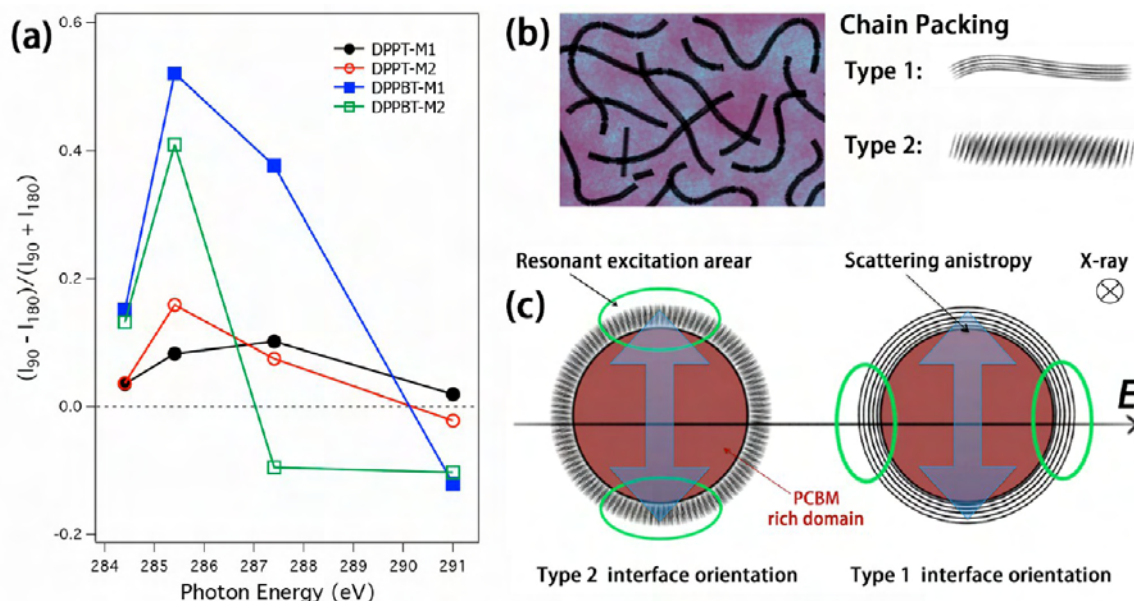 (a)
0.6
0.4
0.2
0.0
-0.2
(I90 - I180)/(I90 + I180)
284 285 286 287 288 289 290 291
Photon Energy (eV)
DPPT-M1
DPPT-M2
DPPBT-M1
DPPBT-M2
(b)
Chain Packing
Type 1:
Type 2:
(c)
Resonant excitation arear
Scattering anistropy
X-ray
E
PCBM
rich domain
Type 2 interface orientation
Type 1 interface orientation